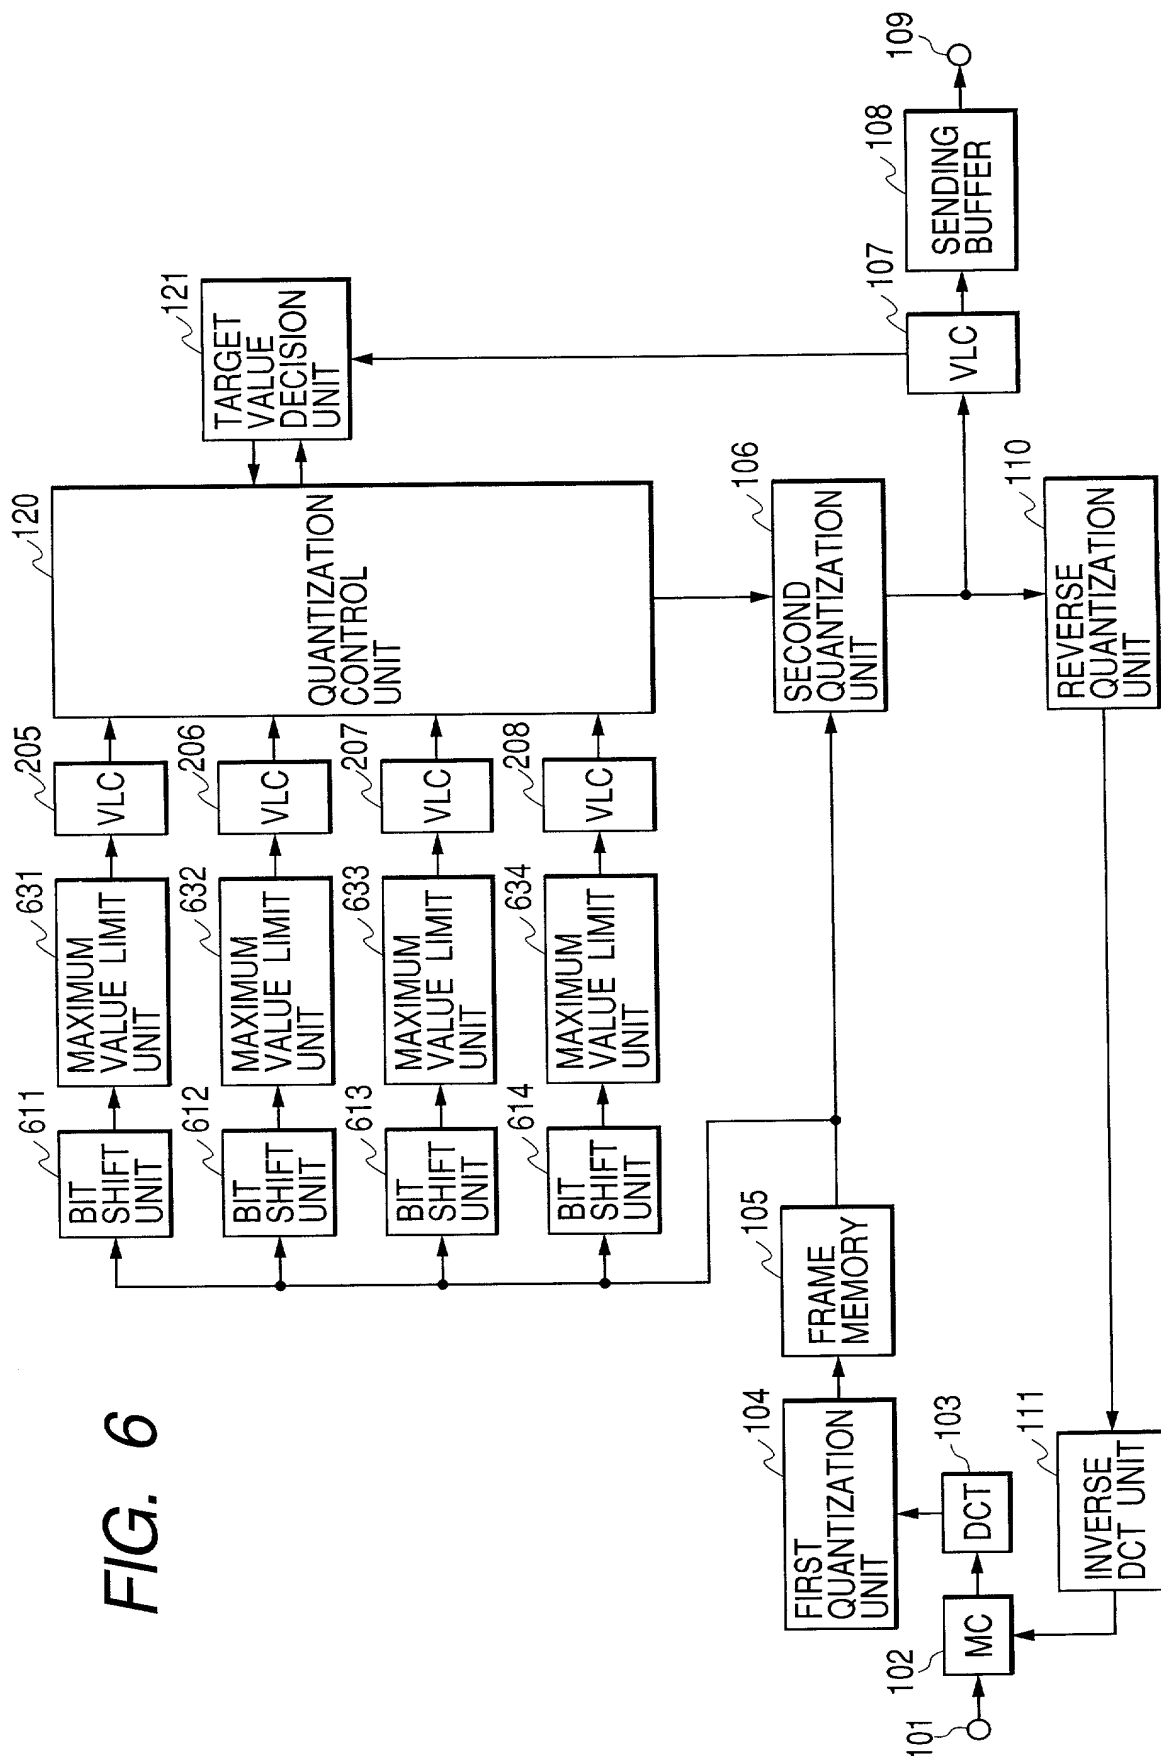 FIG. 6
611
BIT
SHIFT
UNIT
631
MAXIMUM
VALUE LIMIT
UNIT
205
VLC
612
BIT
SHIFT
UNIT
632
MAXIMUM
VALUE LIMIT
UNIT
206
VLC
613
BIT
SHIFT
UNIT
633
MAXIMUM
VALUE LIMIT
UNIT
207
VLC
614
BIT
SHIFT
UNIT
634
MAXIMUM
VALUE LIMIT
UNIT
208
VLC
120
QUANTIZATION
CONTROL
UNIT
121
TARGET
VALUE
DECISION
UNIT
104
FIRST
QUANTIZATION
UNIT
105
FRAME
MEMORY
106
SECOND
QUANTIZATION
UNIT
101
102
MC
103
DCT
107
VLC
108
SENDING
BUFFER
109
111
INVERSE
DCT UNIT
110
REVERSE
QUANTIZATION
UNIT